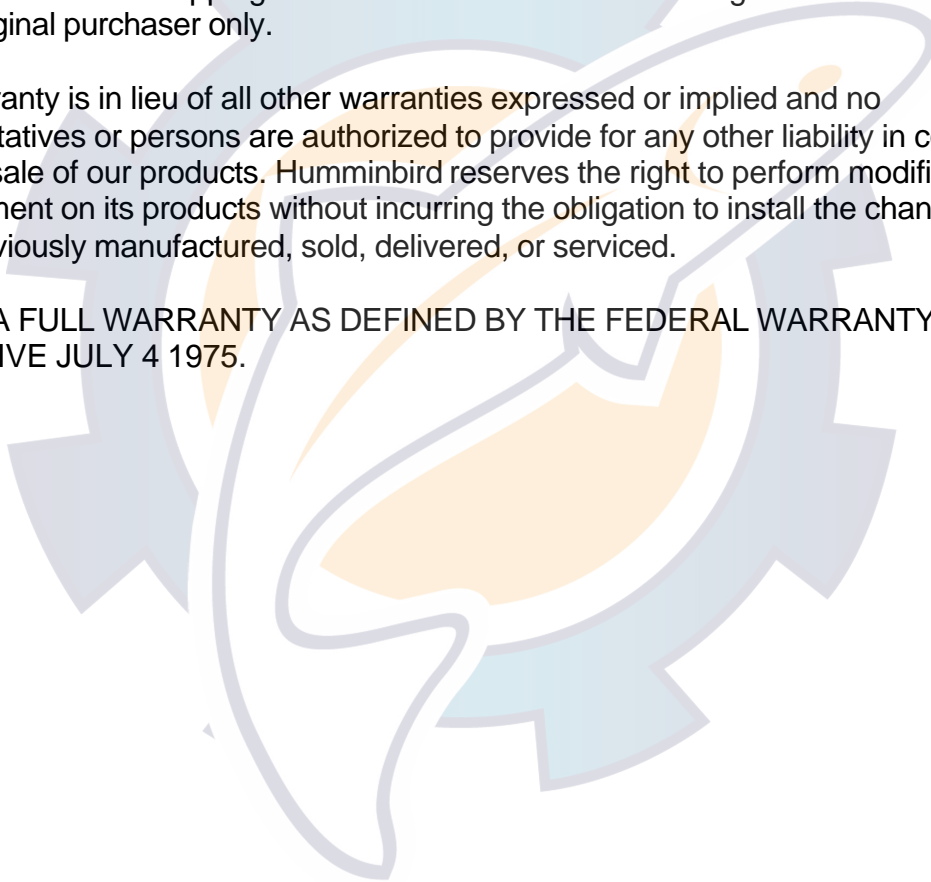 ginal purchaser only.
anty is in lieu of all other warranties expressed or implied and no
tatives or persons are authorized to provide for any other liability in c
sale of our products. Humminbird reserves the right to perform modifi
ment on its products without incurring the obligation to install the chan
viously manufactured, sold, delivered, or serviced.
A FULL WARRANTY AS DEFINED BY THE FEDERAL WARRANTY
IVE JULY 4 1975.